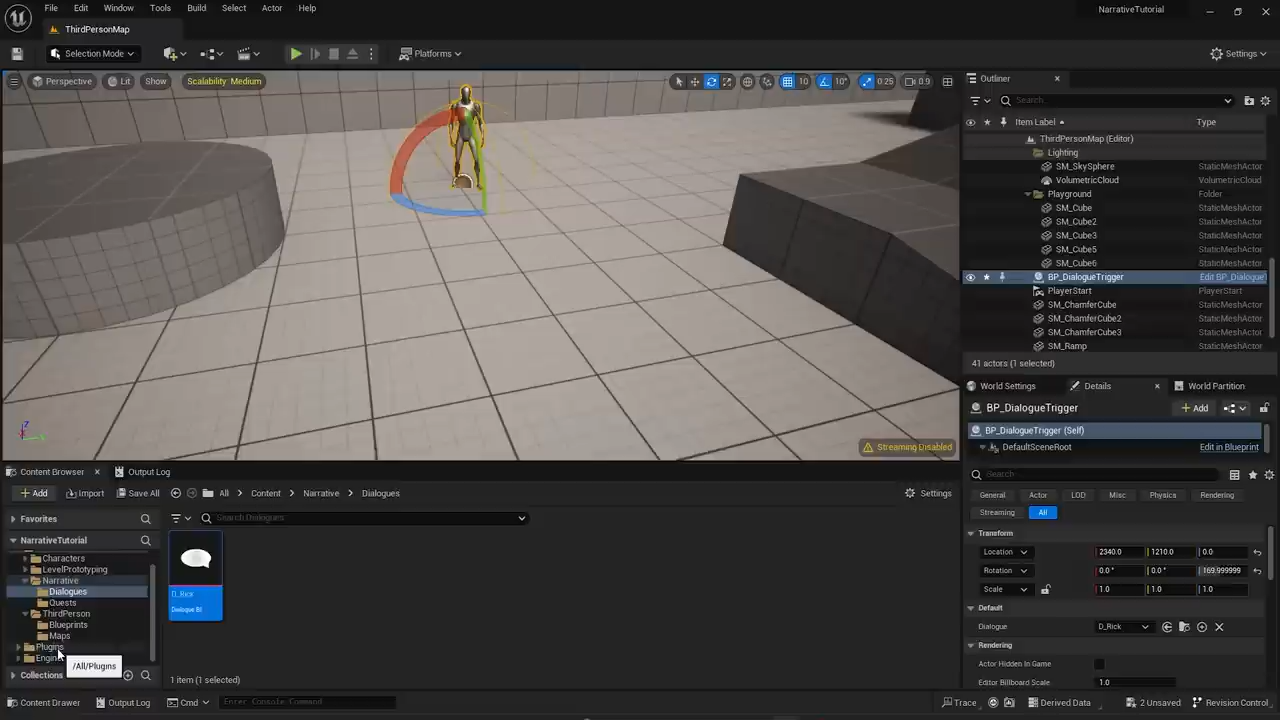 File Edit Window Tools Build Select Actor Help
NarrativeTutorial
ThirdPersonMap
Selection Mode
Platforms
Settings
Perspective Lit Show Scalability: Medium
10 10° 0.25 0.9
Streaming Disabled
Outliner
Search...
Item Label Type
ThirdPersonMap (Editor)
Lighting
SM_SkySphere StaticMeshActor
VolumetricCloud VolumetricCloud
Playground Folder
SM_Cube StaticMeshActor
SM_Cube2 StaticMeshActor
SM_Cube3 StaticMeshActor
SM_Cube5 StaticMeshActor
SM_Cube6 StaticMeshActor
BP_DialogueTrigger Edit BP_Dialogue
PlayerStart PlayerStart
SM_ChamferCube StaticMeshActor
SM_ChamferCube2 StaticMeshActor
SM_ChamferCube3 StaticMeshActor
SM_Ramp StaticMeshActor
41 actors (1 selected)
World Settings Details World Partition
BP_DialogueTrigger Add
BP_DialogueTrigger (Self)
DefaultSceneRoot Edit in Blueprint
Search
General Actor LOD Misc Physics Rendering
Streaming All
Transform
Location 2340.0 1210.0 0.0
Rotation 0.0° 0.0° 169.999999
Scale 1.0 1.0 1.0
Default
Dialogue D_Rick
Rendering
Actor Hidden In Game
Editor Billboard Scale 1.0
Content Browser Output Log
Add Import Save All All Content Narrative Dialogues Settings
Favorites
Search Dialogues
NarrativeTutorial
Characters
LevelPrototyping
Narrative
Dialogues
Quests
ThirdPerson
Blueprints
Maps
Plugins
/All/Plugins
Collections
D_Rick
Dialogue Bl
1 item (1 selected)
Content Drawer Output Log Cmd Enter Console Command
Trace Derived Data 2 Unsaved Revision Control